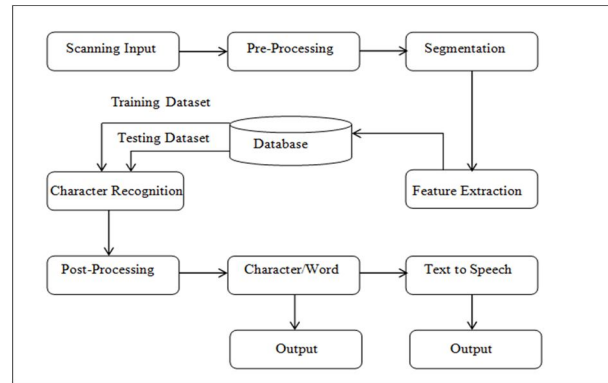 Scanning Input
Pre-Processing
Segmentation
Training Dataset
Testing Dataset
Database
Character Recognition
Feature Extraction
Post-Processing
Character/Word
Text to Speech
Output
Output